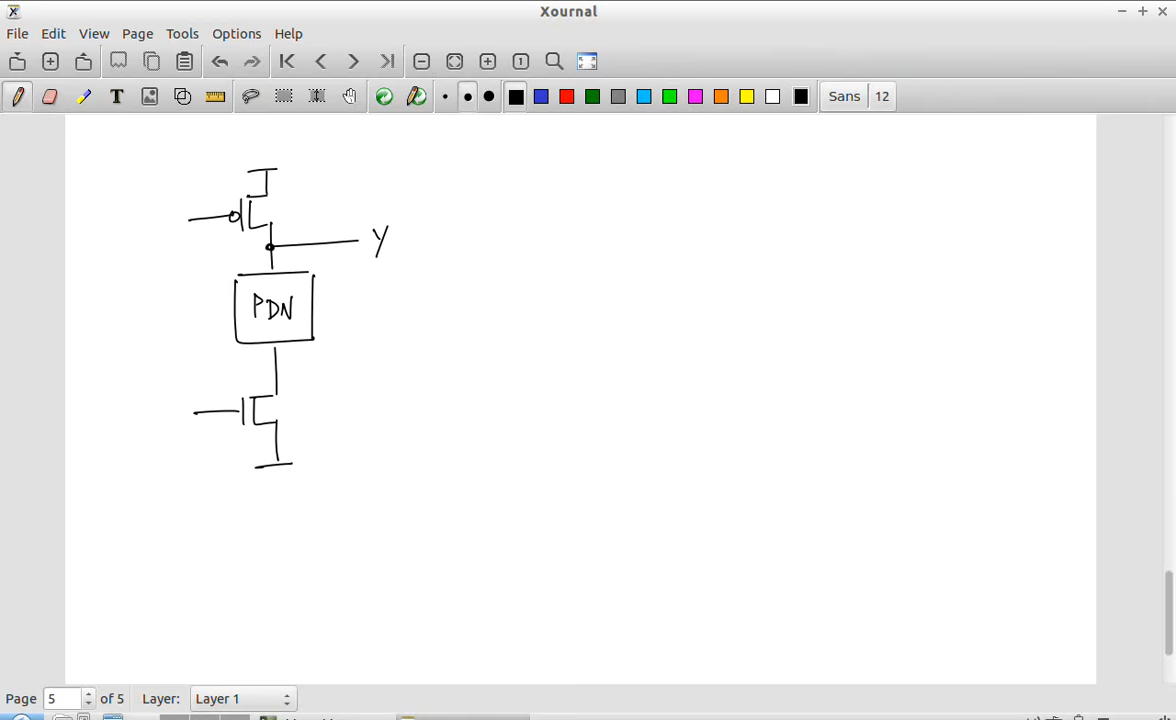 Xournal
File Edit View Page Tools Options Help
Sans 12
Y
PDN
Page 5 of 5 Layer: Layer 1